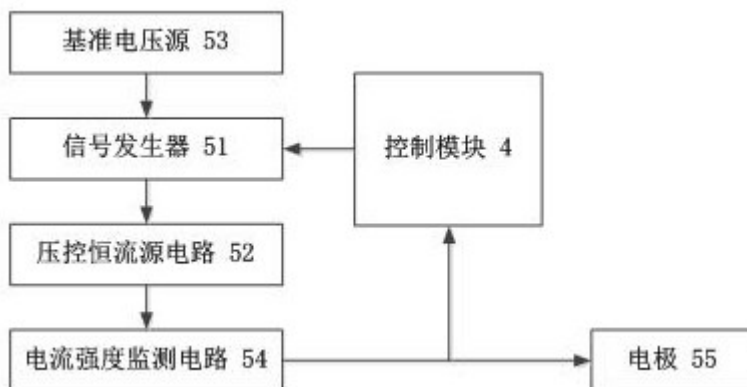 基准电压源 53
信号发生器 51
控制模块 4
压控恒流源电路 52
电流强度监测电路 54
电极 55